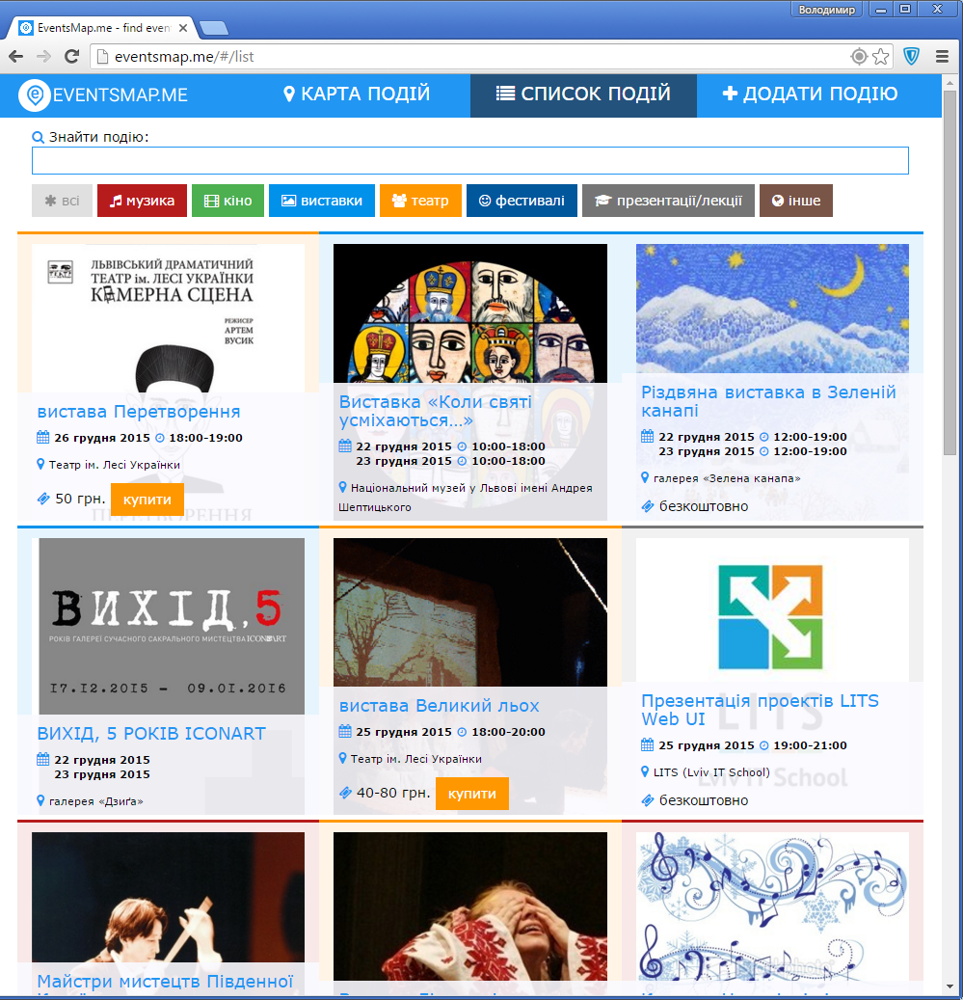 Володимир
EventsMap.me - find even
eventsmap.me/#/list
EVENTSMAP.ME
КАРТА ПОДІЙ
СПИСОК ПОДІЙ
ДОДАТИ ПОДІЮ
Знайти подію:
всі
музика
кіно
виставки
театр
фестивалі
презентації/лекції
інше
ЛЬВІВСЬКИЙ ДРАМАТИЧНИЙ
ТЕАТР ім. ЛЕСІ УКРАЇНКИ
КАМЕРНА СЦЕНА
РЕЖИСЕР
АРТЕМ
ВУСИК
вистава Перетворення
26 грудня 2015 18:00-19:00
Театр ім. Лесі Українки
50 грн. купити
ПЕРЕТВОРЕННЯ
Виставка «Коли святі
усміхаються...»
22 грудня 2015 10:00-18:00
23 грудня 2015 10:00-18:00
Національний музей у Львові імені Андрея
Шептицького
Різдвяна виставка в Зеленій
канапі
22 грудня 2015 12:00-19:00
23 грудня 2015 12:00-19:00
галерея «Зелена канапа»
безкоштовно
ВИХІД, 5
РОКІВ ГАЛЕРЕЇ СУЧАСНОГО САКРАЛЬНОГО МИСТЕЦТВА ICONART
17.12.2015 – 09.01.2016
ВИХІД, 5 РОКІВ ICONART
22 грудня 2015
23 грудня 2015
галерея «Дзиґа»
вистава Великий льох
25 грудня 2015 18:00-20:00
Театр ім. Лесі Українки
40-80 грн. купити
Презентація проектів LITS
Web UI
LITS
25 грудня 2015 19:00-21:00
LITS (Lviv IT School)
Lviv IT School
безкоштовно
Майстри мистецтв Південної